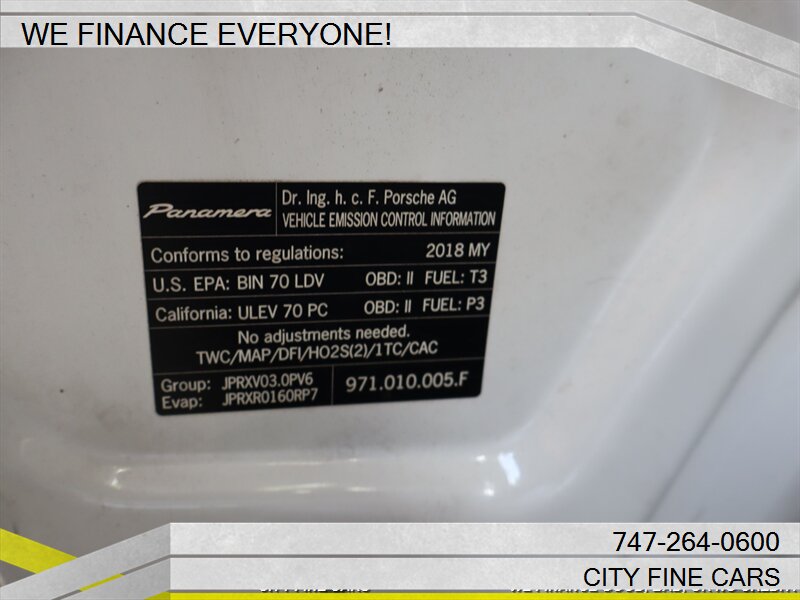 WE FINANCE EVERYONE!
Panamera
Dr. Ing. h. c. F. Porsche AG
VEHICLE EMISSION CONTROL INFORMATION
Conforms to regulations: 2018 MY
U.S. EPA: BIN 70 LDV OBD: II FUEL: T3
California: ULEV 70 PC OBD: II FUEL: P3
No adjustments needed.
TWC/MAP/DFI/HO2S(2)/1TC/CAC
Group: JPRXV03.0PV6
Evap: JPRXR0160RP7
971.010.005.F
747-264-0600
CITY FINE CARS